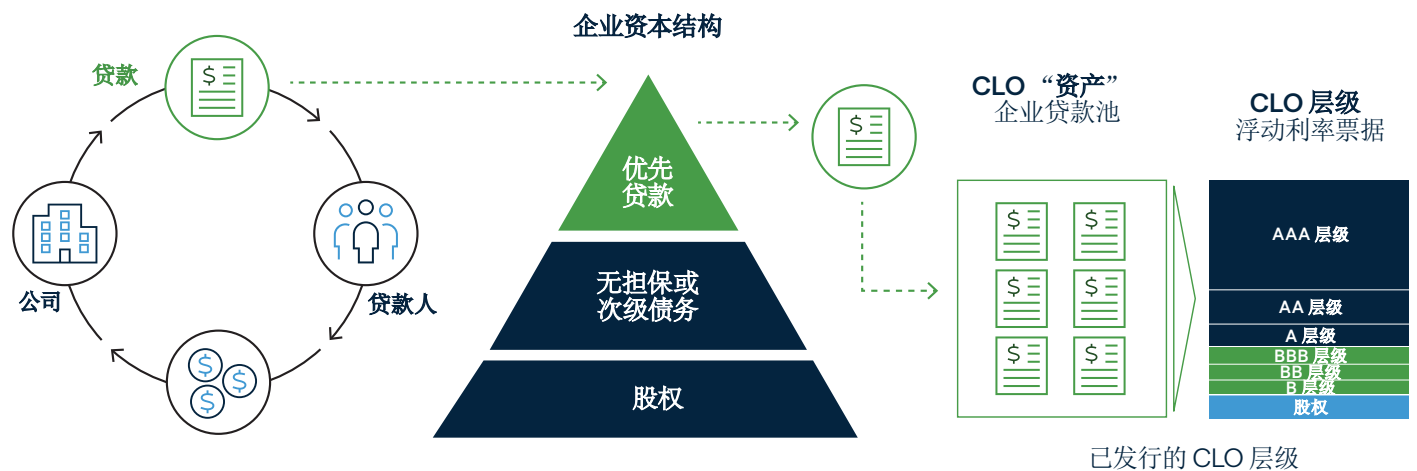 企业资本结构
贷款
$
公司
贷款人
$
$
$
优先
贷款
无担保或
次级债务
股权
$
CLO “资产”
企业贷款池
$
$
$
$
$
$
CLO 层级
浮动利率票据
AAA 层级
AA 层级
A 层级
BBB 层级
BB 层级
B 层级
股权
已发行的 CLO 层级